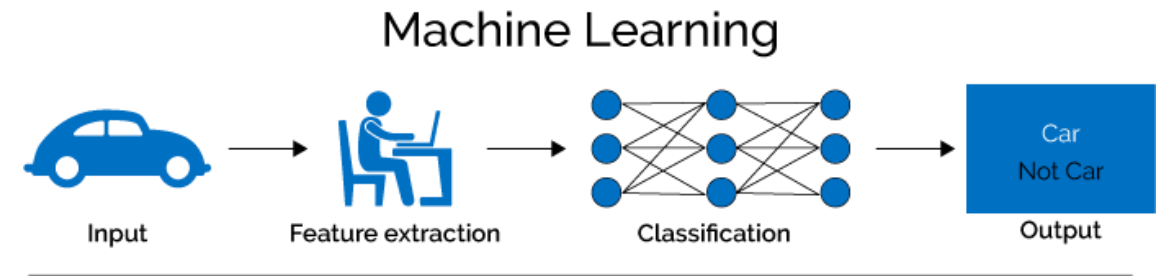 Machine Learning
Car
Not Car
Input
Feature extraction
Classification
Output